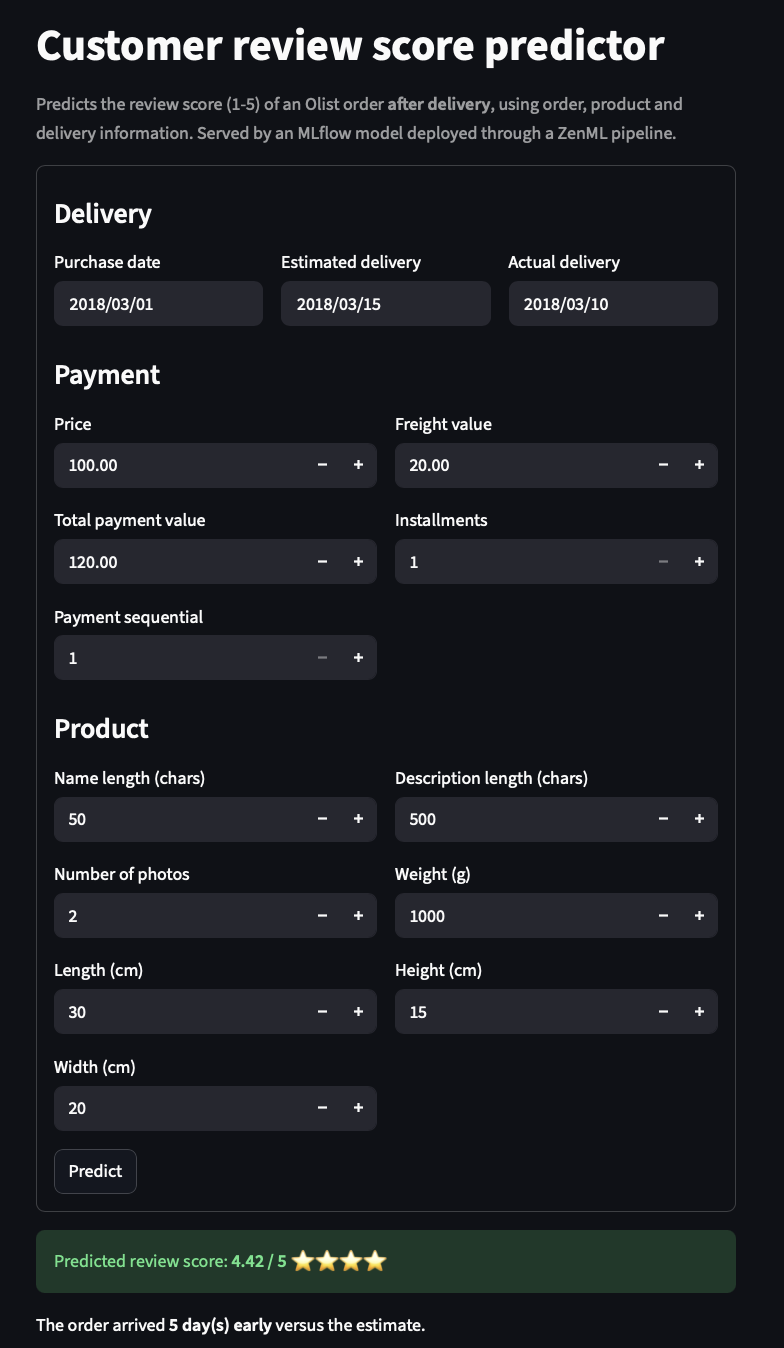 Customer review score predictor
Predicts the review score (1-5) of an Olist order after delivery, using order, product and
delivery information. Served by an MLflow model deployed through a ZenML pipeline.
Delivery
Purchase date Estimated delivery Actual delivery
2018/03/01 2018/03/15 2018/03/10
Payment
Price Freight value
100.00 − + 20.00 − +
Total payment value Installments
120.00 − + 1 − +
Payment sequential
1 − +
Product
Name length (chars) Description length (chars)
50 − + 500 − +
Number of photos Weight (g)
2 − + 1000 − +
Length (cm) Height (cm)
30 − + 15 − +
Width (cm)
20 − +
Predict
Predicted review score: 4.42 / 5 ⭐⭐⭐⭐
The order arrived 5 day(s) early versus the estimate.